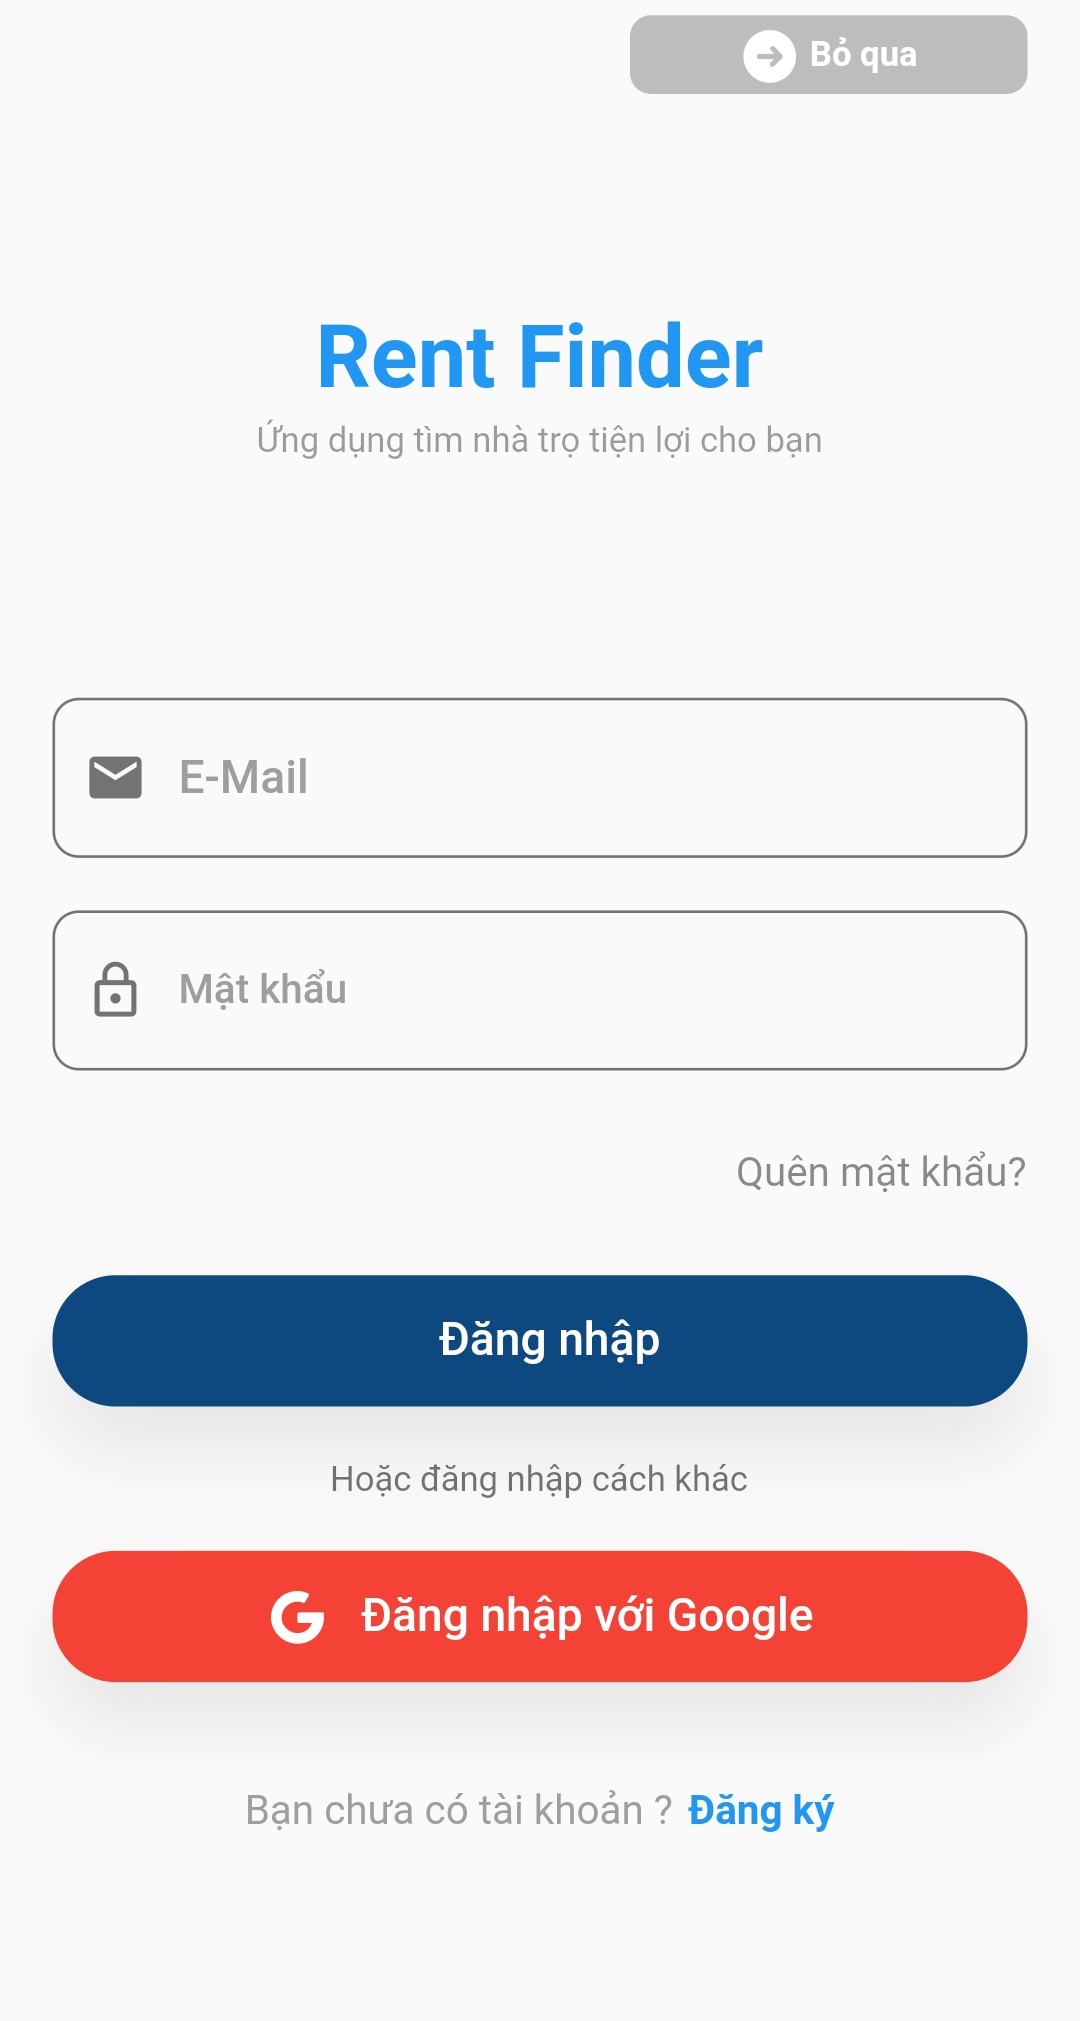 Bỏ qua
Rent Finder
Ứng dụng tìm nhà trọ tiện lợi cho bạn
E-Mail
Mật khẩu
Quên mật khẩu?
Đăng nhập
Hoặc đăng nhập cách khác
Đăng nhập với Google
Bạn chưa có tài khoản ? Đăng ký